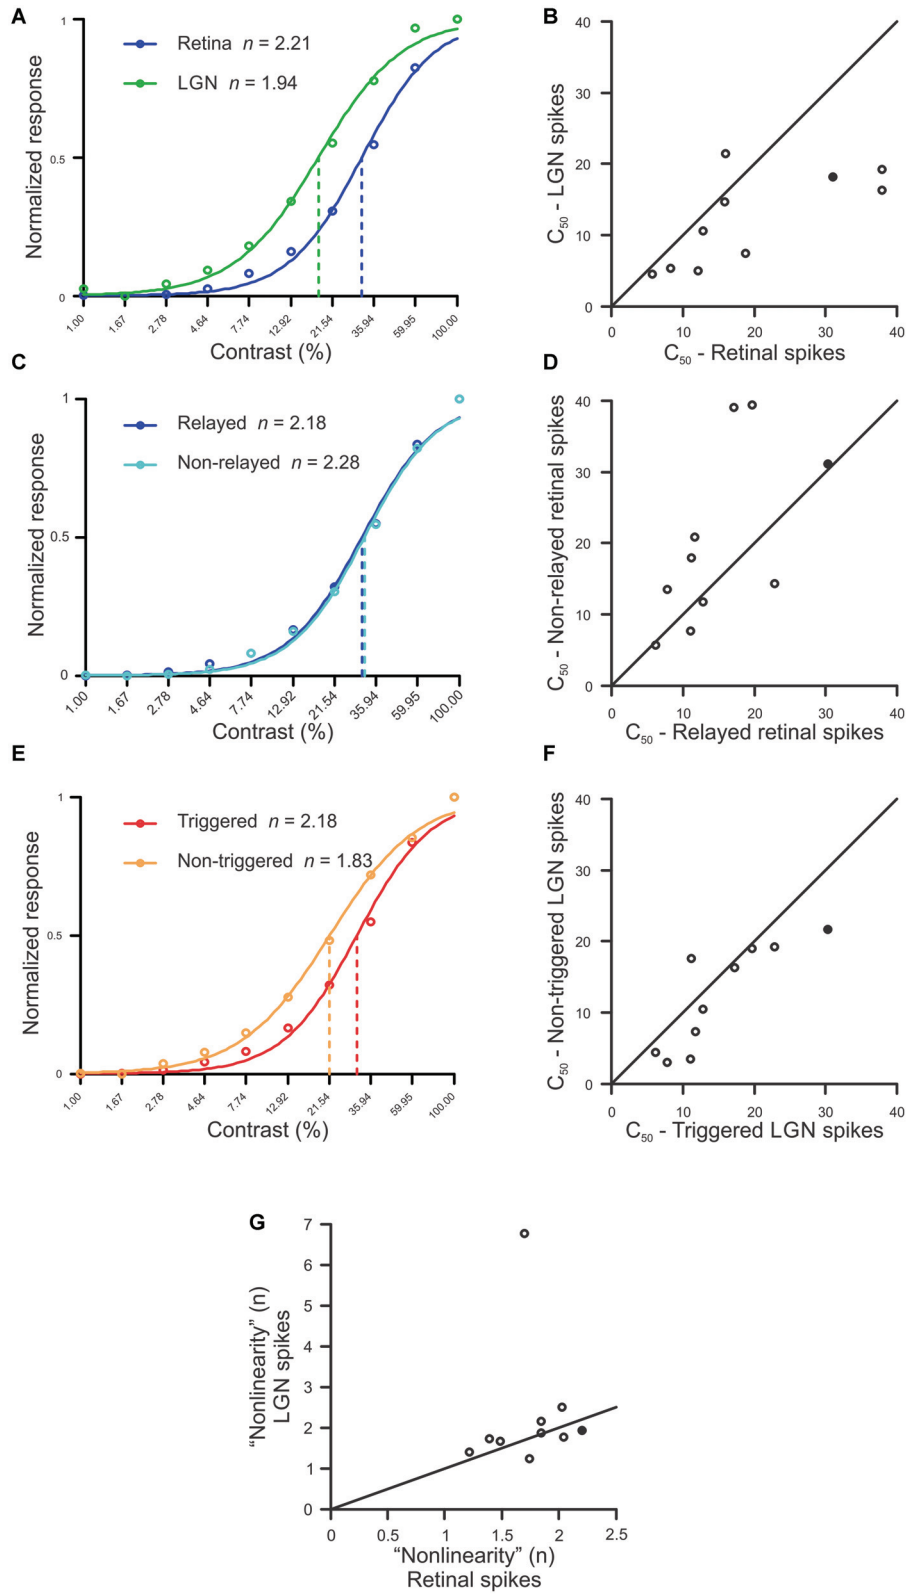 A
Retina n = 2.21
LGN n = 1.94
Normalized response
1
0.5
0
1.00 1.67 2.78 4.64 7.74 12.92 21.54 35.94 59.95 100.00
Contrast (%)
B
C50 - LGN spikes
40
30
20
10
0
0 10 20 30 40
C50 - Retinal spikes
C
Relayed n = 2.18
Non-relayed n = 2.28
Normalized response
1
0.5
0
1.00 1.67 2.78 4.64 7.74 12.92 21.54 35.94 59.95 100.00
Contrast (%)
D
C50 - Non-relayed retinal spikes
40
30
20
10
0
0 10 20 30 40
C50 - Relayed retinal spikes
E
Triggered n = 2.18
Non-triggered n = 1.83
Normalized response
1
0.5
0
1.00 1.67 2.78 4.64 7.74 12.92 21.54 35.94 59.95 100.00
Contrast (%)
F
C50 - Non-triggered LGN spikes
40
30
20
10
0
0 10 20 30 40
C50 - Triggered LGN spikes
G
“Nonlinearity” (n)
LGN spikes
7
6
5
4
3
2
1
0
0 0.5 1 1.5 2 2.5
“Nonlinearity” (n)
Retinal spikes